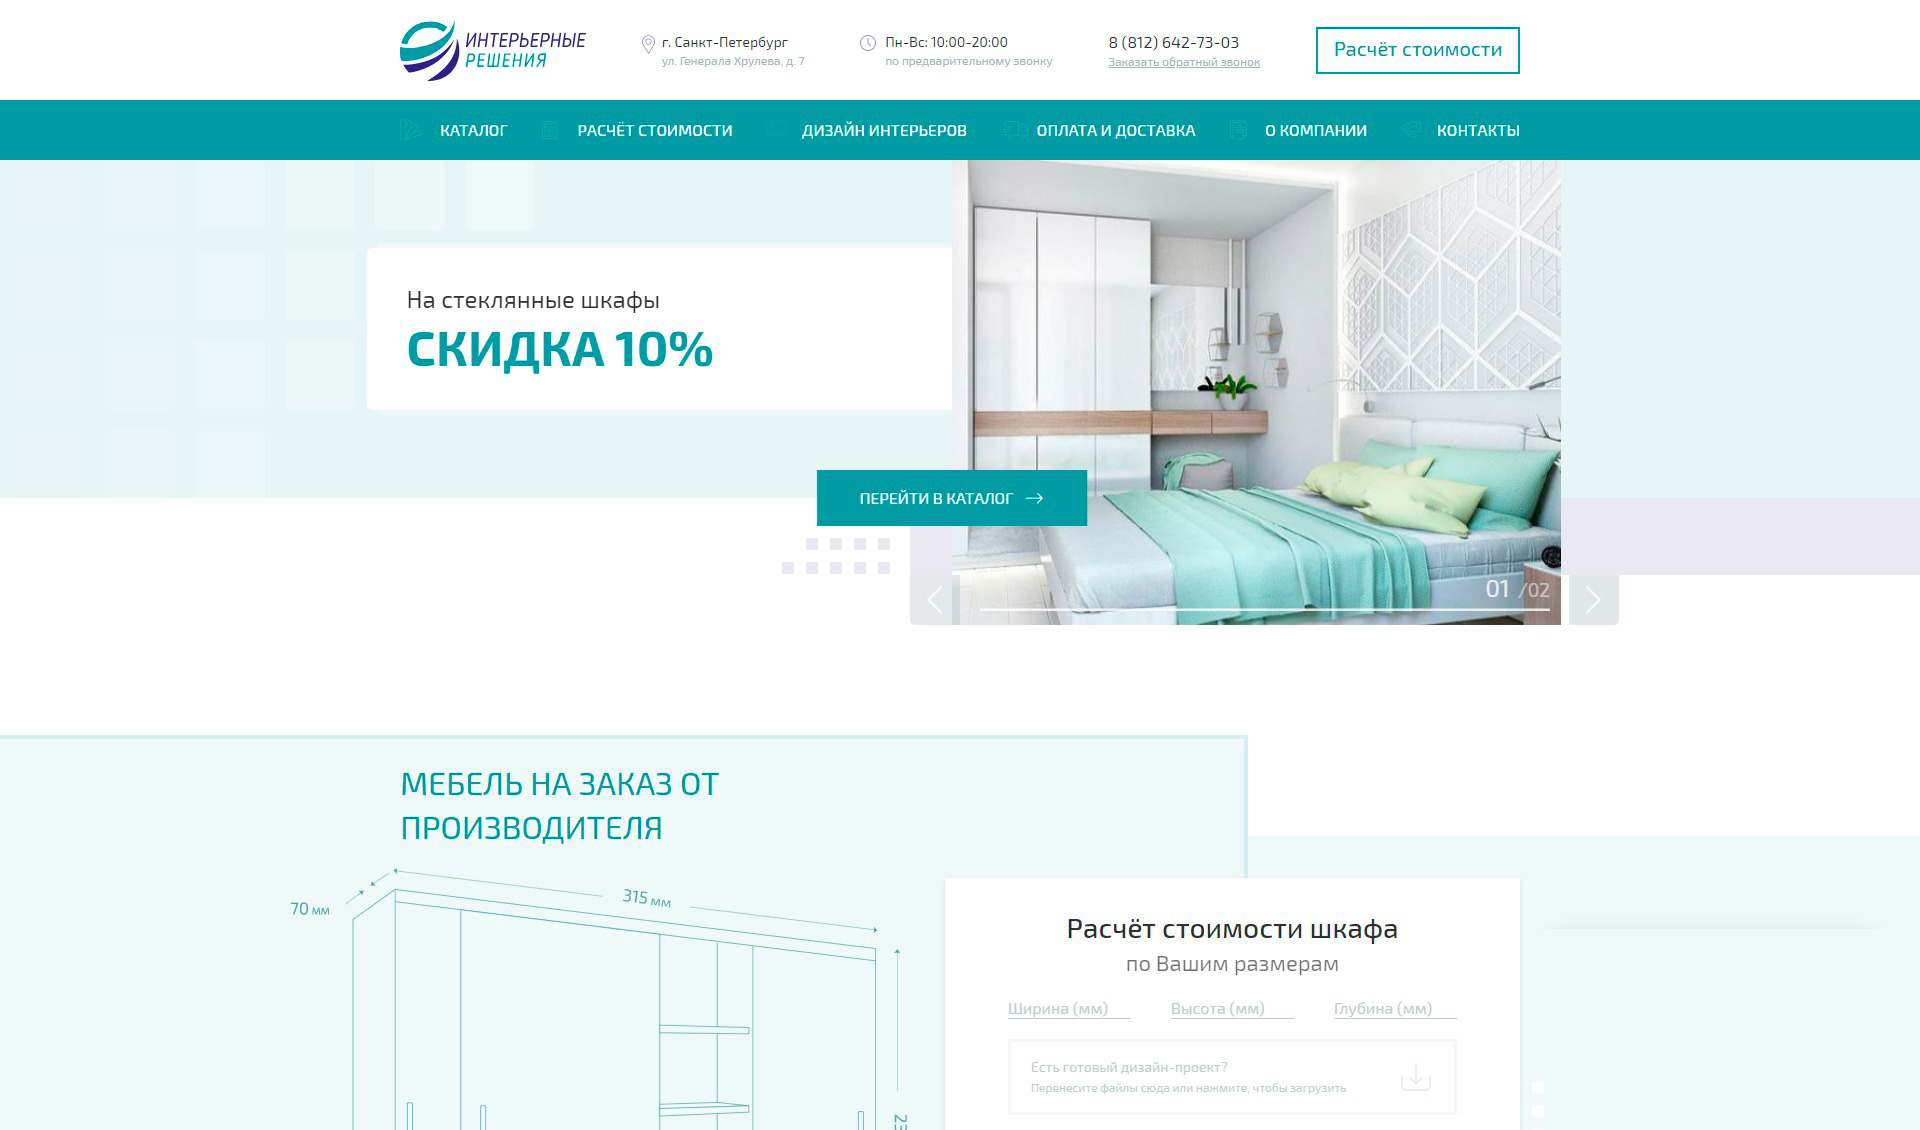 ИНТЕРЬЕРНЫЕ
РЕШЕНИЯ
г. Санкт-Петербург
ул. Генерала Хрулева, д. 7
Пн-Вс: 10:00-20:00
по предварительному звонку
8 (812) 642-73-03
Заказать обратный звонок
Расчёт стоимости
КАТАЛОГ
РАСЧЁТ СТОИМОСТИ
ДИЗАЙН ИНТЕРЬЕРОВ
ОПЛАТА И ДОСТАВКА
О КОМПАНИИ
КОНТАКТЫ
На стеклянные шкафы
СКИДКА 10%
ПЕРЕЙТИ В КАТАЛОГ
01 /02
МЕБЕЛЬ НА ЗАКАЗ ОТ
ПРОИЗВОДИТЕЛЯ
70 мм
315 мм
Расчёт стоимости шкафа
по Вашим размерам
Ширина (мм)
Высота (мм)
Глубина (мм)
Есть готовый дизайн-проект?
Перенесите файлы сюда или нажмите, чтобы загрузить